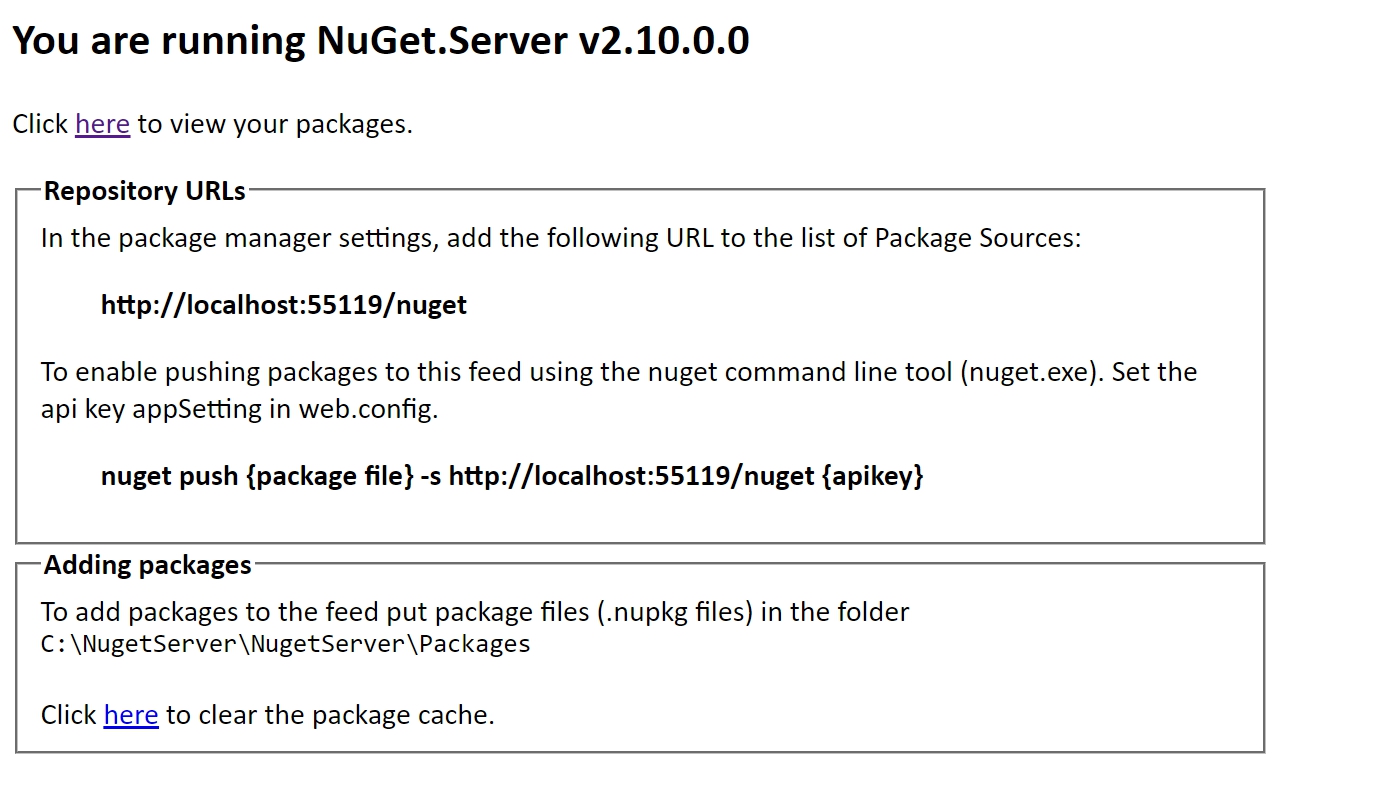 You are running NuGet.Server v2.10.0.0
Click here to view your packages.
Repository URLs
In the package manager settings, add the following URL to the list of Package Sources:
http://localhost:55119/nuget
To enable pushing packages to this feed using the nuget command line tool (nuget.exe). Set the
api key appSetting in web.config.
nuget push {package file} -s http://localhost:55119/nuget {apikey}
Adding packages
To add packages to the feed put package files (.nupkg files) in the folder
C:\NugetServer\NugetServer\Packages
Click here to clear the package cache.